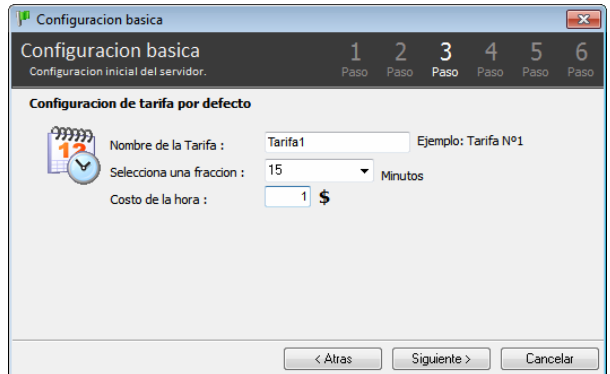 Configuracion basica
Configuracion basica
Configuracion inicial del servidor.
1 2 3 4 5 6
Paso Paso Paso Paso Paso Paso
Configuracion de tarifa por defecto
12
Nombre de la Tarifa : Tarifa1 Ejemplo: Tarifa Nº1
Selecciona una fraccion : 15 Minutos
Costo de la hora : 1 $
< Atras Siguiente > Cancelar